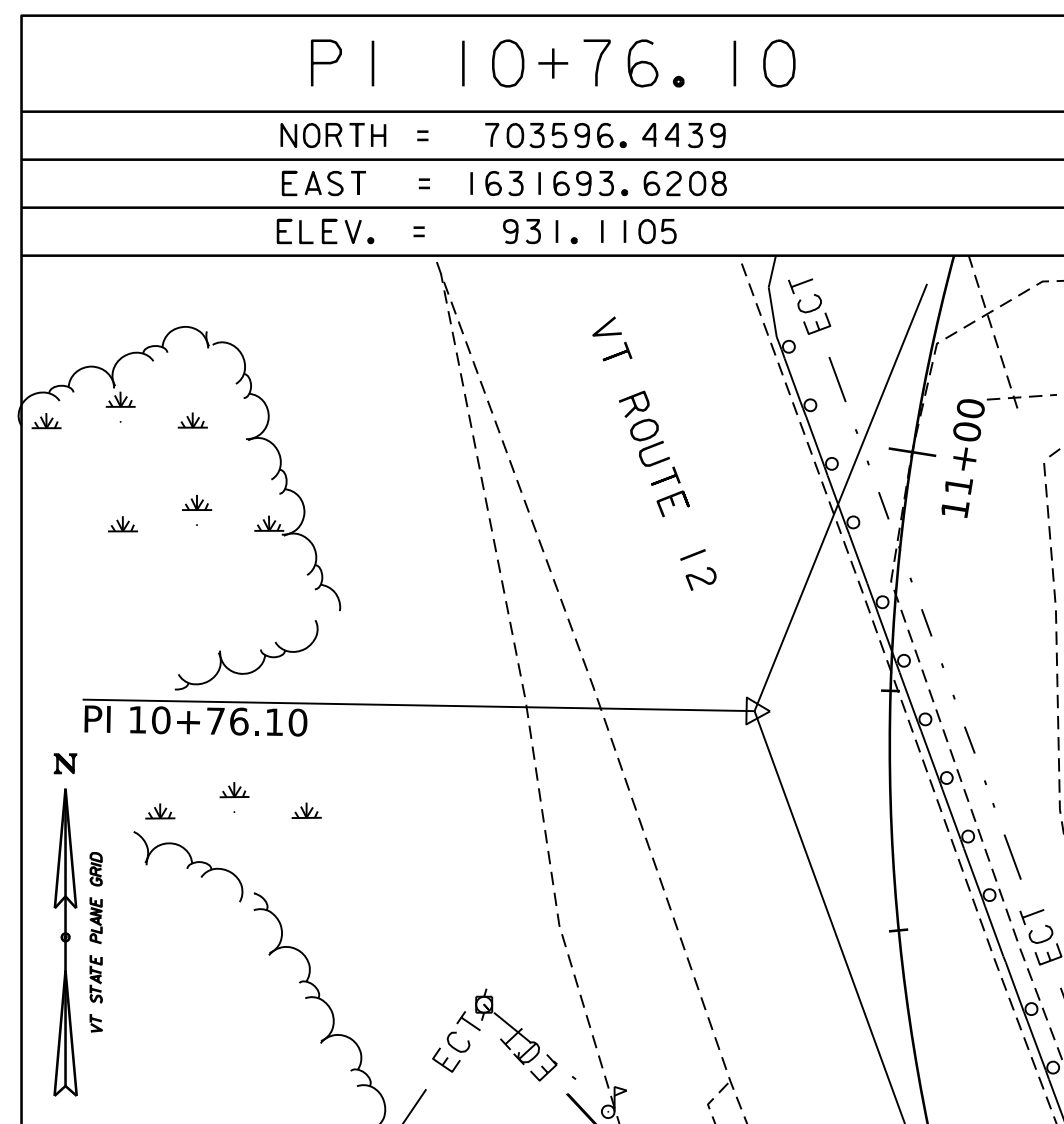 PI 10+76.10
NORTH = 703596.4439
EAST = 1631693.6208
ELEV. = 931.1105
ECT
VT ROUTE 12
11+00
PI 10+76.10
N
VT STATE PLANE GRID
ECT
ECT
ECT